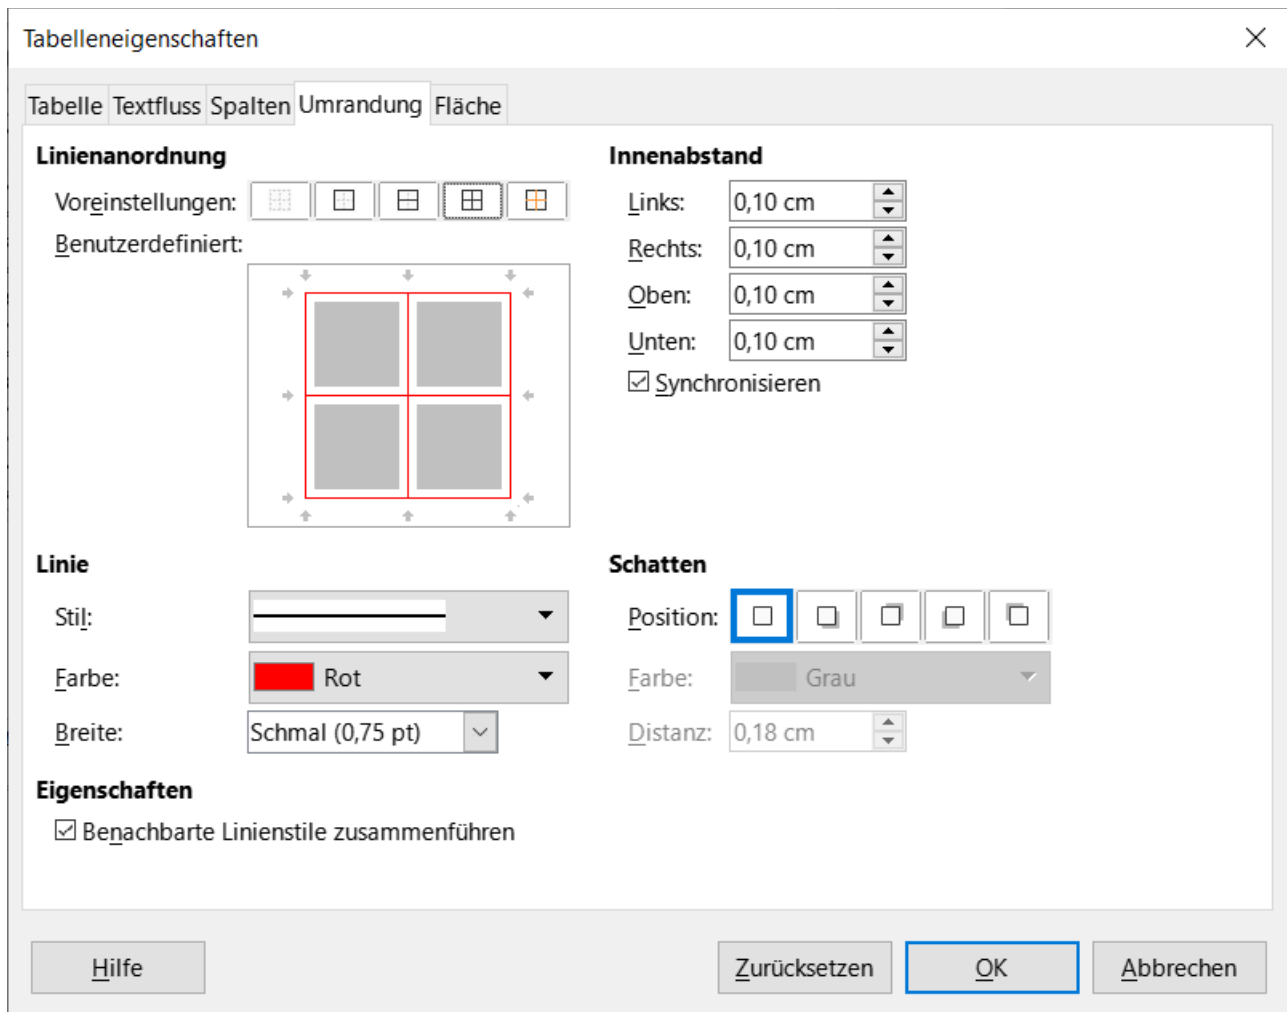 Tabelleneigenschaften
Tabelle Textfluss Spalten Umrandung Fläche
Linienanordnung
Voreinstellungen:
Benutzerdefiniert:
Innenabstand
Links: 0,10 cm
Rechts: 0,10 cm
Oben: 0,10 cm
Unten: 0,10 cm
Synchronisieren
Linie
Stil:
Farbe: Rot
Breite: Schmal (0,75 pt)
Schatten
Position:
Farbe: Grau
Distanz: 0,18 cm
Eigenschaften
Benachbarte Linienstile zusammenführen
Hilfe Zurücksetzen OK Abbrechen